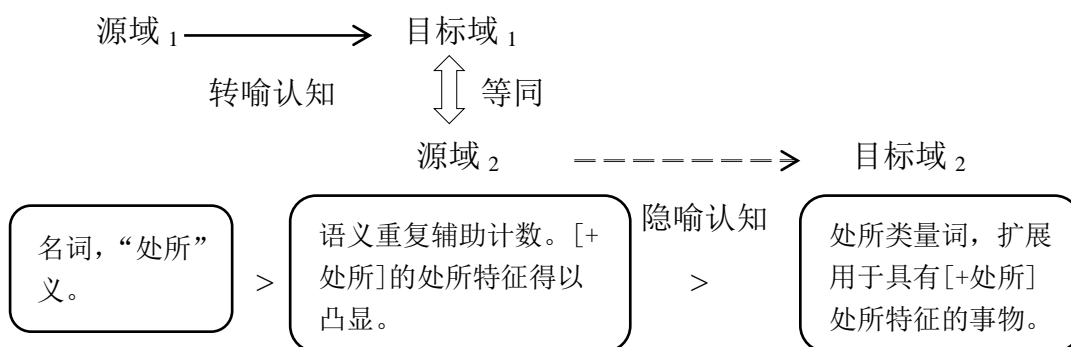 源域₁ 目标域₁
转喻认知 等同
源域₂ 目标域₂
隐喻认知
名词，“处所”
义。
>
语义重复辅助计数。[+
处所]的处所特征得以
凸显。
>
处所类量词，扩展
用于具有[+处所]
处所特征的事物。